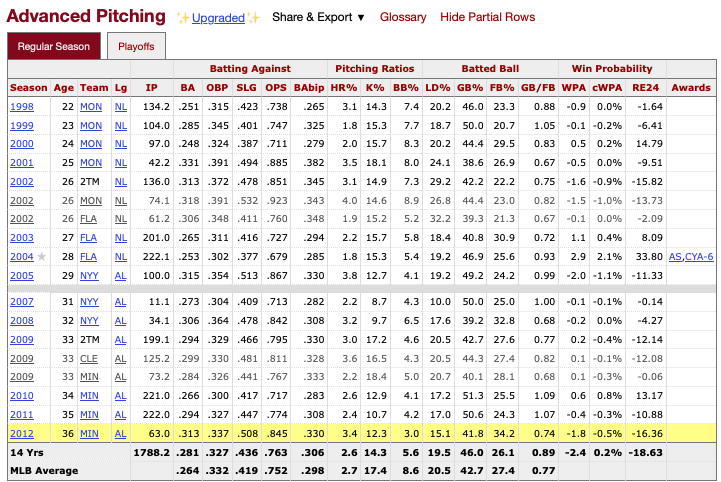 Advanced Pitching ✨Upgraded✨ Share & Export ▼ Glossary Hide Partial Rows
Regular Season Playoffs
Batting Against Pitching Ratios Batted Ball Win Probability
Season Age Team Lg IP BA OBP SLG OPS BAbip HR% K% BB% LD% GB% FB% GB/FB WPA cWPA RE24 Awards
1998 22 MON NL 134.2 .251 .315 .423 .738 .265 3.1 14.3 7.4 20.2 46.0 23.3 0.88 -0.9 0.0% -1.64
1999 23 MON NL 104.0 .285 .345 .401 .747 .325 1.8 15.3 7.7 18.7 50.0 20.7 1.05 -0.1 -0.2% -6.41
2000 24 MON NL 97.0 .248 .324 .387 .711 .279 2.0 15.7 8.3 20.2 44.4 29.5 0.83 0.5 0.2% 14.79
2001 25 MON NL 42.2 .331 .391 .494 .885 .382 3.5 18.1 8.0 24.1 38.6 26.9 0.67 -0.5 0.0% -9.51
2002 26 2TM NL 136.0 .313 .372 .478 .851 .345 3.1 14.9 7.3 29.2 42.2 22.2 0.75 -1.6 -0.9% -15.82
2002 26 MON NL 74.1 .318 .391 .532 .923 .343 4.0 14.6 8.9 26.8 44.4 23.0 0.82 -1.5 -1.0% -13.73
2002 26 FLA NL 61.2 .306 .348 .411 .760 .348 1.9 15.2 5.2 32.2 39.3 21.3 0.67 -0.1 0.0% -2.09
2003 27 FLA NL 201.0 .265 .311 .416 .727 .294 2.2 15.7 5.8 18.4 40.8 30.9 0.72 1.1 0.4% 8.09
2004 ★ 28 FLA NL 222.1 .253 .302 .377 .679 .285 1.8 15.3 5.4 19.2 46.9 25.6 0.93 2.9 2.1% 33.80 AS,CYA-6
2005 29 NYY AL 100.0 .315 .354 .513 .867 .330 3.8 12.7 4.1 19.2 49.2 24.2 0.99 -2.0 -1.1% -11.33
2007 31 NYY AL 11.1 .273 .304 .409 .713 .282 2.2 8.7 4.3 10.0 50.0 25.0 1.00 -0.1 -0.1% -0.14
2008 32 NYY AL 34.1 .306 .364 .478 .842 .308 3.2 9.7 6.5 17.6 39.2 32.8 0.68 -0.2 0.0% -4.27
2009 33 2TM AL 199.1 .294 .329 .466 .795 .330 3.0 17.2 4.6 20.5 42.7 27.6 0.77 0.2 -0.4% -12.14
2009 33 CLE AL 125.2 .299 .330 .481 .811 .328 3.6 16.5 4.3 20.5 44.3 27.4 0.82 0.1 -0.1% -12.08
2009 33 MIN AL 73.2 .284 .326 .441 .767 .333 2.2 18.4 5.0 20.7 40.1 28.1 0.68 0.1 -0.3% -0.06
2010 34 MIN AL 221.0 .266 .300 .417 .717 .283 2.6 12.9 4.1 17.2 51.3 25.5 1.09 0.6 0.8% 13.17
2011 35 MIN AL 222.0 .294 .327 .447 .774 .308 2.4 10.7 4.2 17.0 50.6 24.3 1.07 -0.4 -0.3% -10.88
2012 36 MIN AL 63.0 .313 .337 .508 .845 .330 3.4 12.3 3.0 15.1 41.8 34.2 0.74 -1.8 -0.5% -16.36
14 Yrs 1788.2 .281 .327 .436 .763 .306 2.6 14.3 5.6 19.5 46.0 26.1 0.89 -2.4 0.2% -18.63
MLB Average .264 .332 .419 .752 .298 2.7 17.4 8.6 20.5 42.7 27.4 0.77